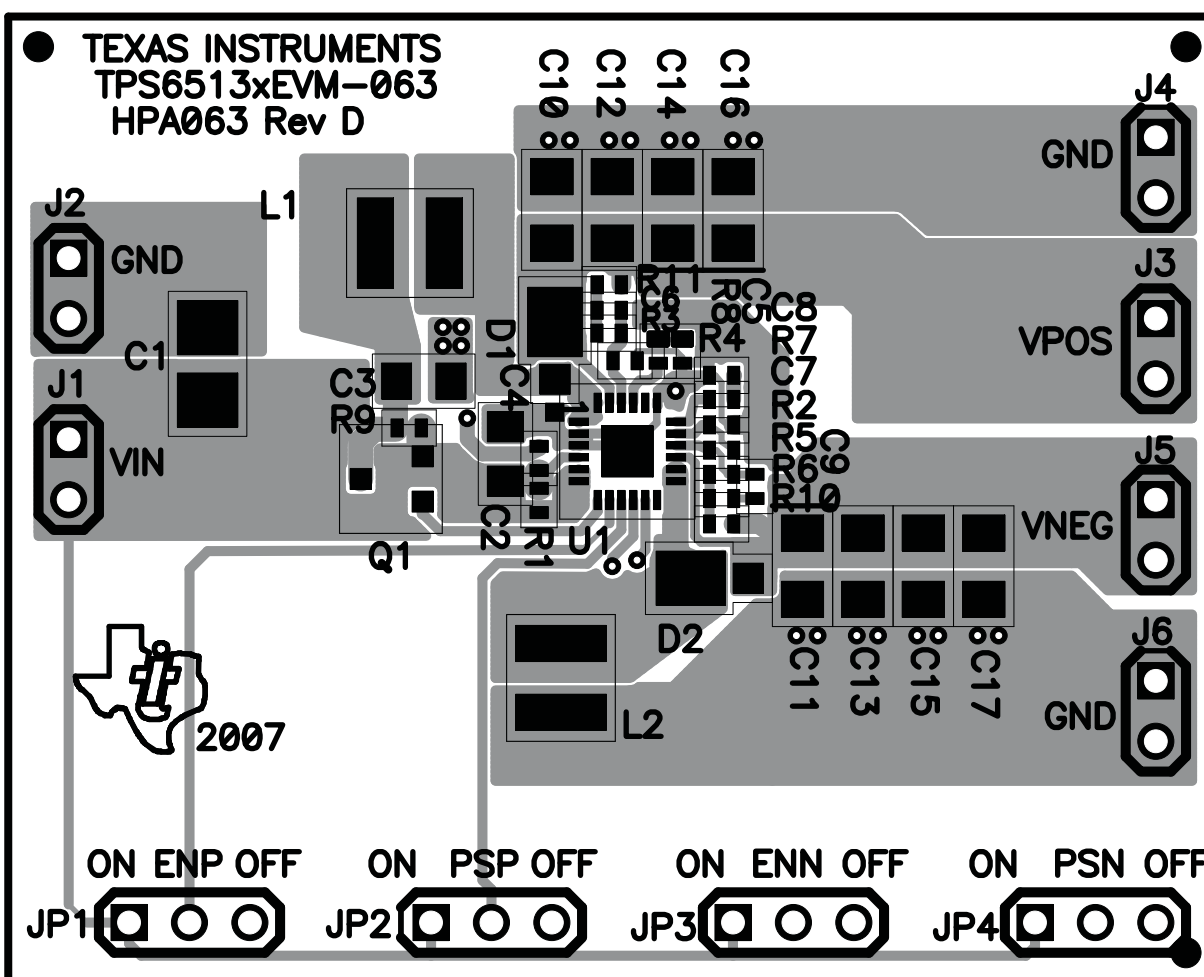 TEXAS INSTRUMENTS
TPS6513xEVM-063
HPA063 Rev D
C10
C12
C14
C16
J4
GND
J2
GND
L1
J3
VPOS
R11
C6
R3
R8
C5
C8
R4
R7
D1
C1
C4
C3
C7
J1
R9
R2
VIN
R5
C9
J5
R6
R10
VNEG
Q1
C2
R1
U1
D2
J6
C11
C13
C15
C17
GND
L2
2007
ON ENP OFF
ON PSP OFF
ON ENN OFF
ON PSN OFF
JP1
JP2
JP3
JP4